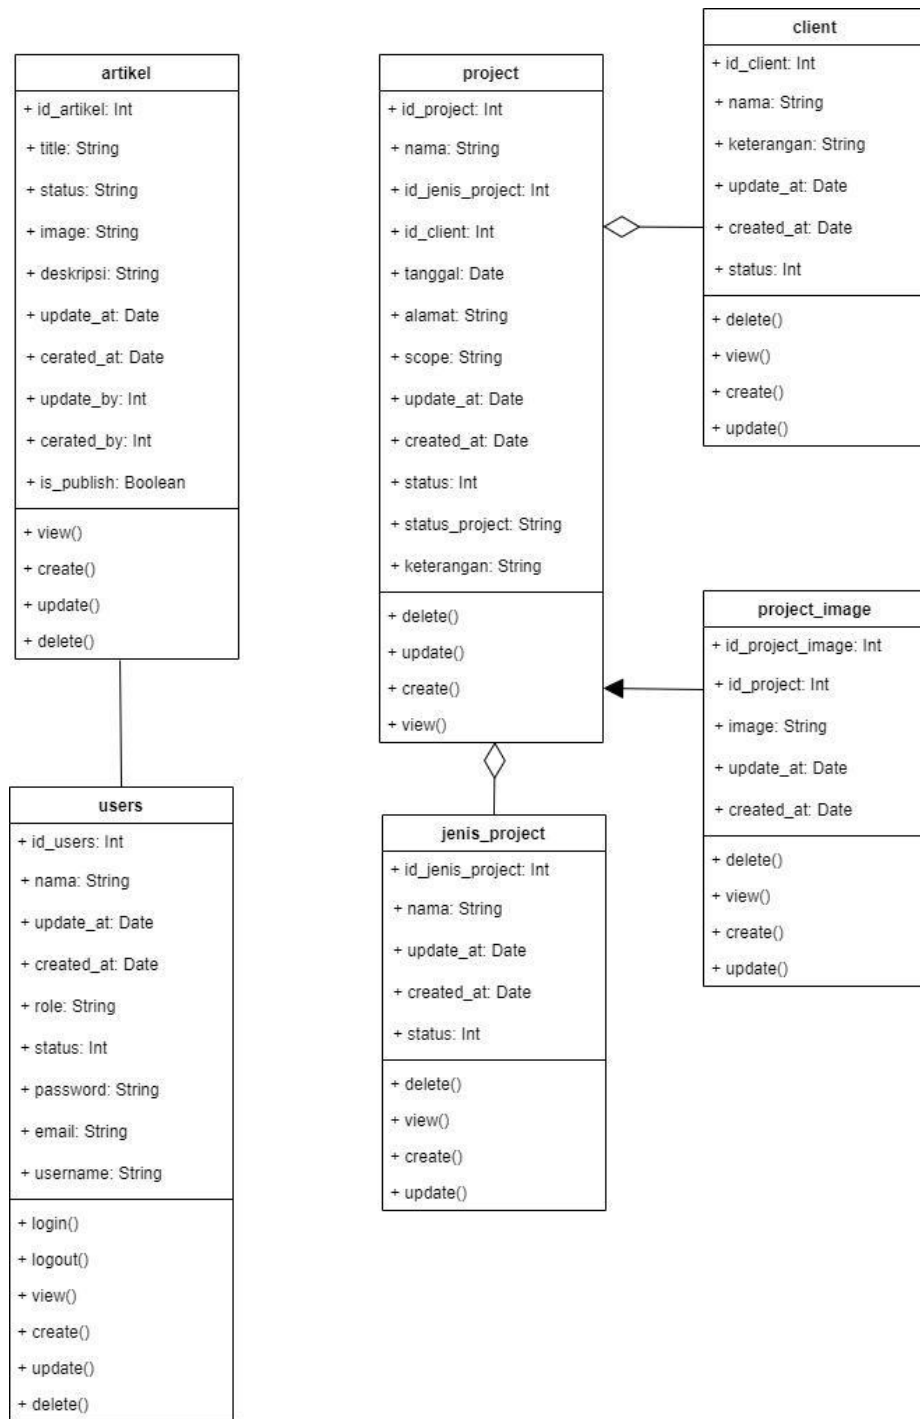 artikel
+ id_artikel: Int
+ title: String
+ status: String
+ image: String
+ deskripsi: String
+ update_at: Date
+ cerated_at: Date
+ update_by: Int
+ cerated_by: Int
+ is_publish: Boolean
+ view()
+ create()
+ update()
+ delete()
users
+ id_users: Int
+ nama: String
+ update_at: Date
+ created_at: Date
+ role: String
+ status: Int
+ password: String
+ email: String
+ username: String
+ login()
+ logout()
+ view()
+ create()
+ update()
+ delete()
project
+ id_project: Int
+ nama: String
+ id_jenis_project: Int
+ id_client: Int
+ tanggal: Date
+ alamat: String
+ scope: String
+ update_at: Date
+ created_at: Date
+ status: Int
+ status_project: String
+ keterangan: String
+ delete()
+ update()
+ create()
+ view()
jenis_project
+ id_jenis_project: Int
+ nama: String
+ update_at: Date
+ created_at: Date
+ status: Int
+ delete()
+ view()
+ create()
+ update()
client
+ id_client: Int
+ nama: String
+ keterangan: String
+ update_at: Date
+ created_at: Date
+ status: Int
+ delete()
+ view()
+ create()
+ update()
project_image
+ id_project_image: Int
+ id_project: Int
+ image: String
+ update_at: Date
+ created_at: Date
+ delete()
+ view()
+ create()
+ update()